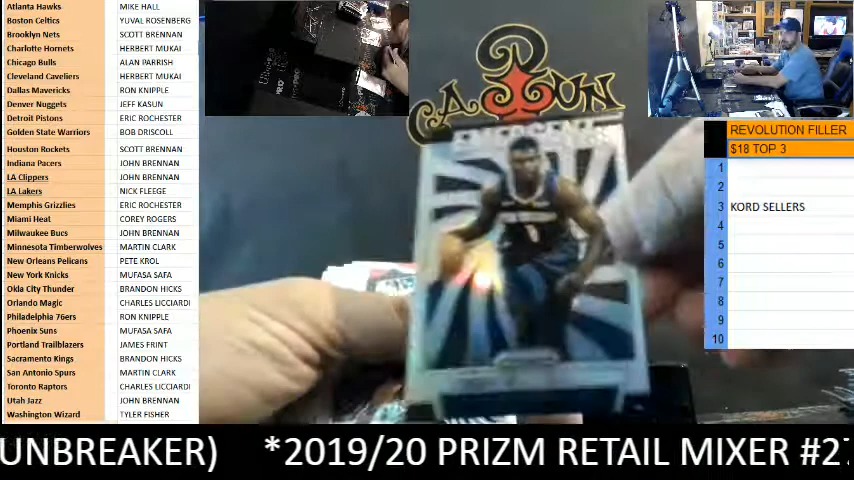 Atlanta Hawks MIKE HALL
Boston Celtics YUVAL ROSENBERG
Brooklyn Nets SCOTT BRENNAN
Charlotte Hornets HERBERT MUKAI
Chicago Bulls ALAN PARRISH
Cleveland Cavaliers HERBERT MUKAI
Dallas Mavericks RON KNIPPLE
Denver Nuggets JEFF KASUN
Detroit Pistons ERIC ROCHESTER
Golden State Warriors BOB DRISCOLL
Houston Rockets SCOTT BRENNAN
Indiana Pacers JOHN BRENNAN
LA Clippers JOHN BRENNAN
LA Lakers NICK FLEEGE
Memphis Grizzlies ERIC ROCHESTER
Miami Heat COREY ROGERS
Milwaukee Bucs JOHN BRENNAN
Minnesota Timberwolves MARTIN CLARK
New Orleans Pelicans PETE KROL
New York Knicks MUFASA SAFA
Okla City Thunder BRANDON HICKS
Orlando Magic CHARLES LICCIARDI
Philadelphia 76ers RON KNIPPLE
Phoenix Suns MUFASA SAFA
Portland Trailblazers JAMES FRINT
Sacramento Kings BRANDON HICKS
San Antonio Spurs MARTIN CLARK
Toronto Raptors CHARLES LICCIARDI
Utah Jazz JOHN BRENNAN
Washington Wizard TYLER FISHER
CAJUN
EMERGENT
REVOLUTION FILLER
$18 TOP 3
1
2
3 KORD SELLERS
4
5
6
7
8
9
10
UNBREAKER) *2019/20 PRIZM RETAIL MIXER #27